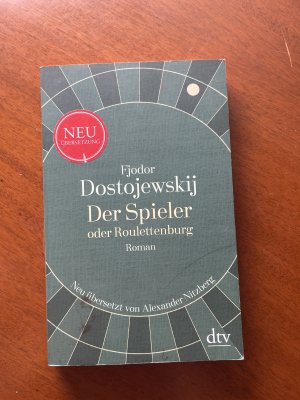 NEU
ÜBERSETZUNG
Fjodor
Dostojewskij
Der Spieler
oder Roulettenburg
Roman
Neu übersetzt von Alexander Nitzberg
dtv